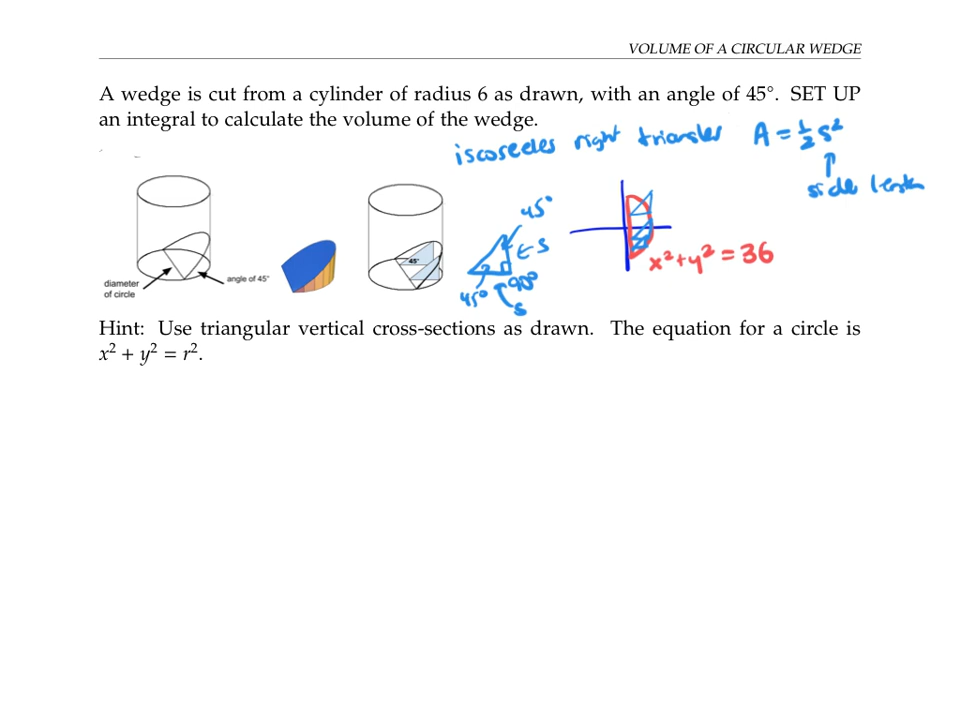 VOLUME OF A CIRCULAR WEDGE
A wedge is cut from a cylinder of radius 6 as drawn, with an angle of 45°. SET UP
an integral to calculate the volume of the wedge.
iscosecles right triangles A = ½ s²
side length
45°
← s
45° 90°
s
x² + y² = 36
45°
diameter
of circle
angle of 45°
Hint: Use triangular vertical cross-sections as drawn. The equation for a circle is
x² + y² = r².